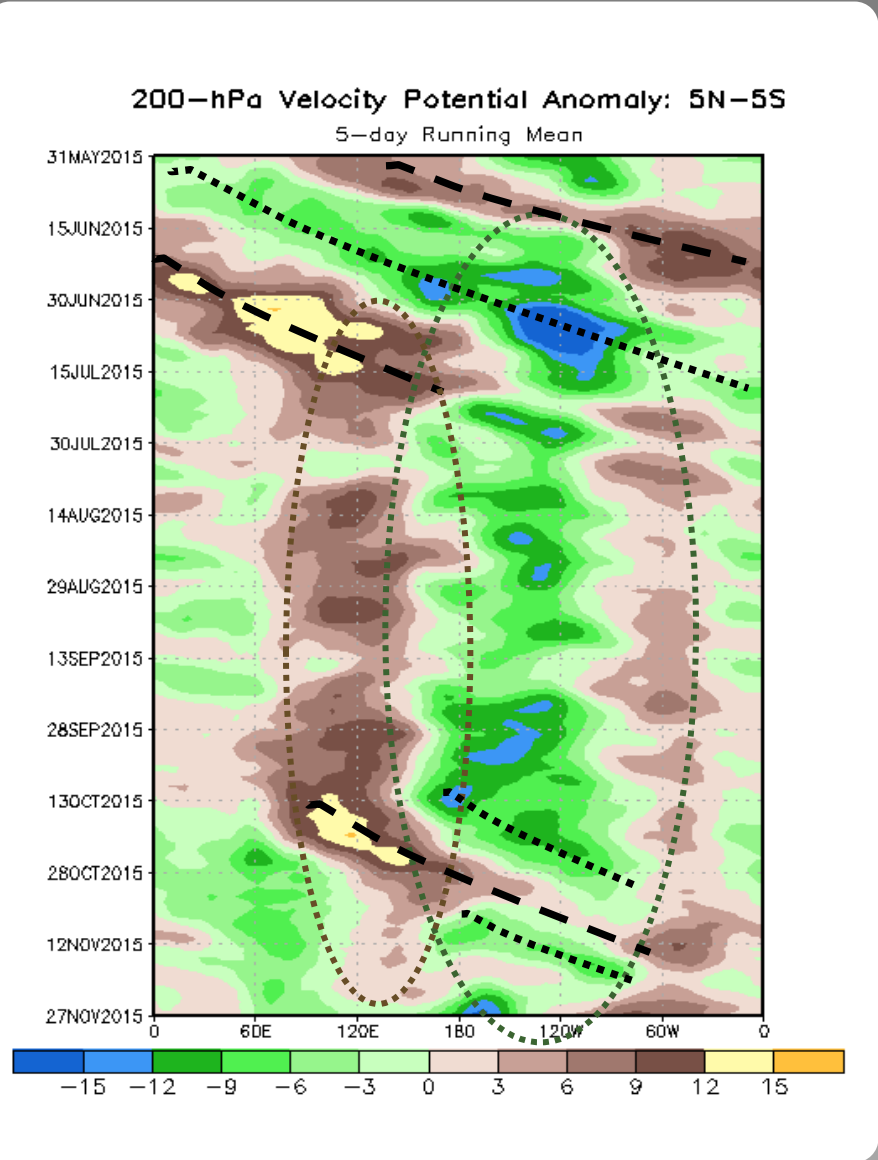 200-hPa Velocity Potential Anomaly: 5N-5S
5-day Running Mean
31MAY2015
15JUN2015
30JUN2015
15JUL2015
30JUL2015
14AUG2015
29AUG2015
13SEP2015
28SEP2015
13OCT2015
28OCT2015
12NOV2015
27NOV2015
0 60E 120E 180 120W 60W 0
-15 -12 -9 -6 -3 0 3 6 9 12 15